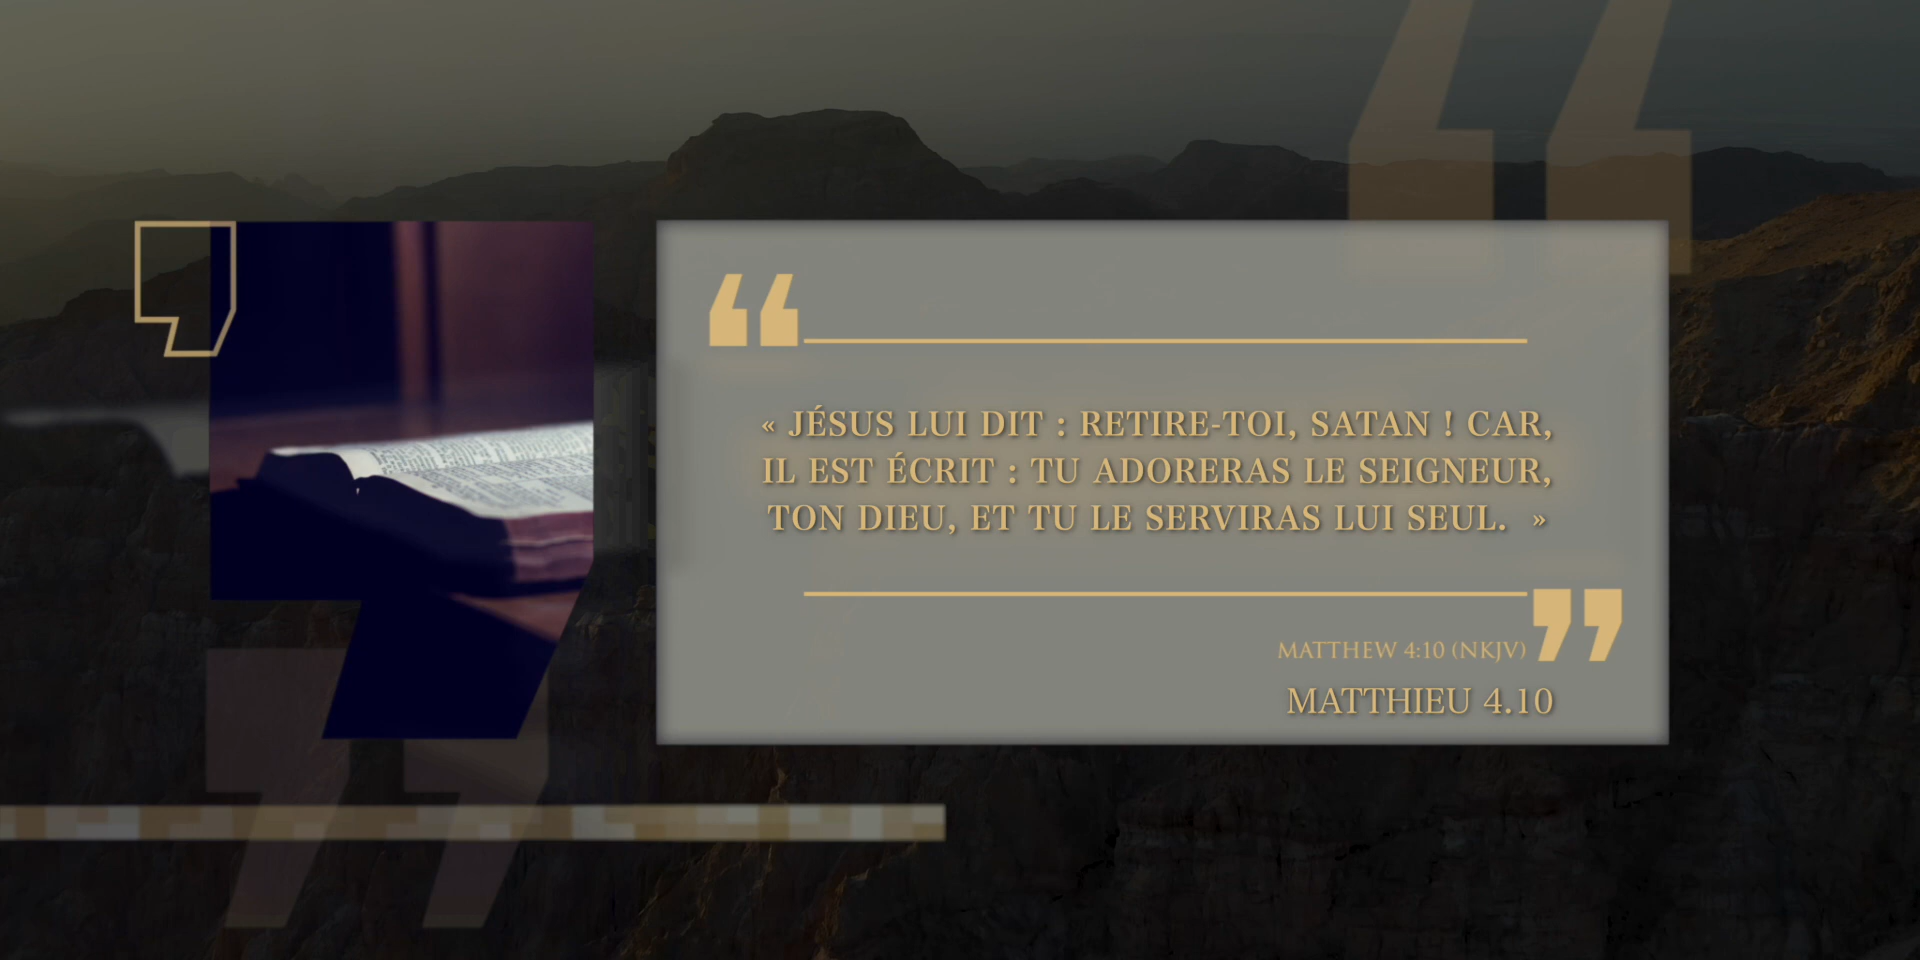 « JÉSUS LUI DIT : RETIRE-TOI, SATAN ! CAR,
IL EST ÉCRIT : TU ADORERAS LE SEIGNEUR,
TON DIEU, ET TU LE SERVIRAS LUI SEUL. »
MATTHEW 4:10 (NKJV)
MATTHIEU 4.10